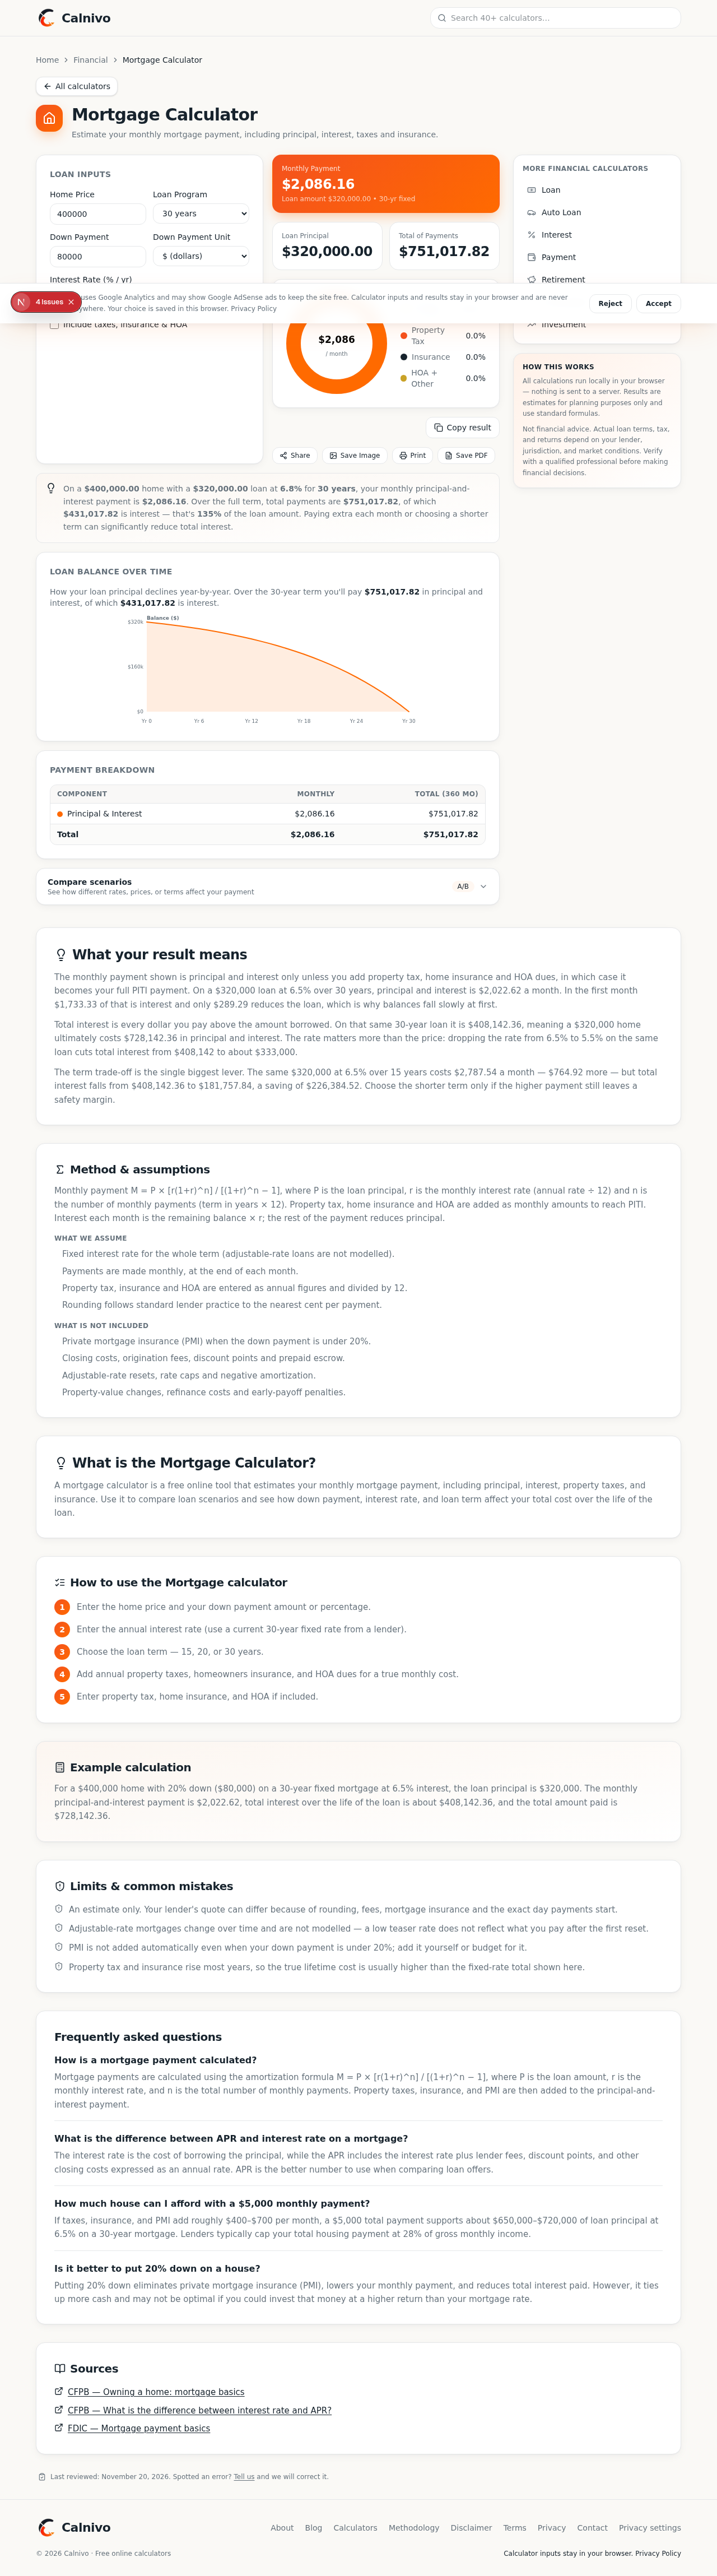 Calnivo
Search 40+ calculators...
Home > Financial > Mortgage Calculator
All calculators
Mortgage Calculator
Estimate your monthly mortgage payment, including principal, interest, taxes and insurance.
LOAN INPUTS
Home Price
Loan Program
400000
30 years
Down Payment
Down Payment Unit
80000
$ (dollars)
Interest Rate (% / yr)
Include taxes, insurance & HOA
Monthly Payment
$2,086.16
Loan amount $320,000.00 • 30-yr fixed
Loan Principal
$320,000.00
Total of Payments
$751,017.82
$2,086
/ month
Property Tax
0.0%
Insurance
0.0%
HOA + Other
0.0%
Copy result
Share
Save Image
Print
Save PDF
MORE FINANCIAL CALCULATORS
Loan
Auto Loan
Interest
Payment
Retirement
Investment
HOW THIS WORKS
All calculations run locally in your browser
— nothing is sent to a server. Results are
estimates for planning purposes only and
use standard formulas.
Not financial advice. Actual loan terms, tax,
and returns depend on your lender,
jurisdiction, and market conditions. Verify
with a qualified professional before making
financial decisions.
4 Issues
uses Google Analytics and may show Google AdSense ads to keep the site free. Calculator inputs and results stay in your browser and are never
ywhere. Your choice is saved in this browser. Privacy Policy
Reject
Accept
On a $400,000.00 home with a $320,000.00 loan at 6.8% for 30 years, your monthly principal-and-
interest payment is $2,086.16. Over the full term, total payments are $751,017.82, of which
$431,017.82 is interest — that's 135% of the loan amount. Paying extra each month or choosing a shorter
term can significantly reduce total interest.
LOAN BALANCE OVER TIME
How your loan principal declines year-by-year. Over the 30-year term you'll pay $751,017.82 in principal and
interest, of which $431,017.82 is interest.
Balance ($)
$320k
$160k
$0
Yr 0 Yr 6 Yr 12 Yr 18 Yr 24 Yr 30
PAYMENT BREAKDOWN
COMPONENT MONTHLY TOTAL (360 MO)
Principal & Interest $2,086.16 $751,017.82
Total $2,086.16 $751,017.82
Compare scenarios
See how different rates, prices, or terms affect your payment
A/B
What your result means
The monthly payment shown is principal and interest only unless you add property tax, home insurance and HOA dues, in which case it
becomes your full PITI payment. On a $320,000 loan at 6.5% over 30 years, principal and interest is $2,022.62 a month. In the first month
$1,733.33 of that is interest and only $289.29 reduces the loan, which is why balances fall slowly at first.
Total interest is every dollar you pay above the amount borrowed. On that same 30-year loan it is $408,142.36, meaning a $320,000 home
ultimately costs $728,142.36 in principal and interest. The rate matters more than the price: dropping the rate from 6.5% to 5.5% on the same
loan cuts total interest from $408,142 to about $333,000.
The term trade-off is the single biggest lever. The same $320,000 at 6.5% over 15 years costs $2,787.54 a month — $764.92 more — but total
interest falls from $408,142.36 to $181,757.84, a saving of $226,384.52. Choose the shorter term only if the higher payment still leaves a
safety margin.
Method & assumptions
Monthly payment M = P × [r(1+r)^n] / [(1+r)^n − 1], where P is the loan principal, r is the monthly interest rate (annual rate ÷ 12) and n is
the number of monthly payments (term in years × 12). Property tax, home insurance and HOA are added as monthly amounts to reach PITI.
Interest each month is the remaining balance × r; the rest of the payment reduces principal.
WHAT WE ASSUME
Fixed interest rate for the whole term (adjustable-rate loans are not modelled).
Payments are made monthly, at the end of each month.
Property tax, insurance and HOA are entered as annual figures and divided by 12.
Rounding follows standard lender practice to the nearest cent per payment.
WHAT IS NOT INCLUDED
Private mortgage insurance (PMI) when the down payment is under 20%.
Closing costs, origination fees, discount points and prepaid escrow.
Adjustable-rate resets, rate caps and negative amortization.
Property-value changes, refinance costs and early-payoff penalties.
What is the Mortgage Calculator?
A mortgage calculator is a free online tool that estimates your monthly mortgage payment, including principal, interest, property taxes, and
insurance. Use it to compare loan scenarios and see how down payment, interest rate, and loan term affect your total cost over the life of the
loan.
How to use the Mortgage calculator
1 Enter the home price and your down payment amount or percentage.
2 Enter the annual interest rate (use a current 30-year fixed rate from a lender).
3 Choose the loan term — 15, 20, or 30 years.
4 Add annual property taxes, homeowners insurance, and HOA dues for a true monthly cost.
5 Enter property tax, home insurance, and HOA if included.
Example calculation
For a $400,000 home with 20% down ($80,000) on a 30-year fixed mortgage at 6.5% interest, the loan principal is $320,000. The monthly
principal-and-interest payment is $2,022.62, total interest over the life of the loan is about $408,142.36, and the total amount paid is
$728,142.36.
Limits & common mistakes
An estimate only. Your lender's quote can differ because of rounding, fees, mortgage insurance and the exact day payments start.
Adjustable-rate mortgages change over time and are not modelled — a low teaser rate does not reflect what you pay after the first reset.
PMI is not added automatically even when your down payment is under 20%; add it yourself or budget for it.
Property tax and insurance rise most years, so the true lifetime cost is usually higher than the fixed-rate total shown here.
Frequently asked questions
How is a mortgage payment calculated?
Mortgage payments are calculated using the amortization formula M = P × [r(1+r)^n] / [(1+r)^n − 1], where P is the loan amount, r is the
monthly interest rate, and n is the total number of monthly payments. Property taxes, insurance, and PMI are then added to the principal-and-
interest payment.
What is the difference between APR and interest rate on a mortgage?
The interest rate is the cost of borrowing the principal, while the APR includes the interest rate plus lender fees, discount points, and other
closing costs expressed as an annual rate. APR is the better number to use when comparing loan offers.
How much house can I afford with a $5,000 monthly payment?
If taxes, insurance, and PMI add roughly $400–$700 per month, a $5,000 total payment supports about $650,000–$720,000 of loan principal at
6.5% on a 30-year mortgage. Lenders typically cap your total housing payment at 28% of gross monthly income.
Is it better to put 20% down on a house?
Putting 20% down eliminates private mortgage insurance (PMI), lowers your monthly payment, and reduces total interest paid. However, it ties
up more cash and may not be optimal if you could invest that money at a higher return than your mortgage rate.
Sources
CFPB — Owning a home: mortgage basics
CFPB — What is the difference between interest rate and APR?
FDIC — Mortgage payment basics
Last reviewed: November 20, 2026. Spotted an error? Tell us and we will correct it.
Calnivo
About Blog Calculators Methodology Disclaimer Terms Privacy Contact Privacy settings
© 2026 Calnivo · Free online calculators
Calculator inputs stay in your browser. Privacy Policy